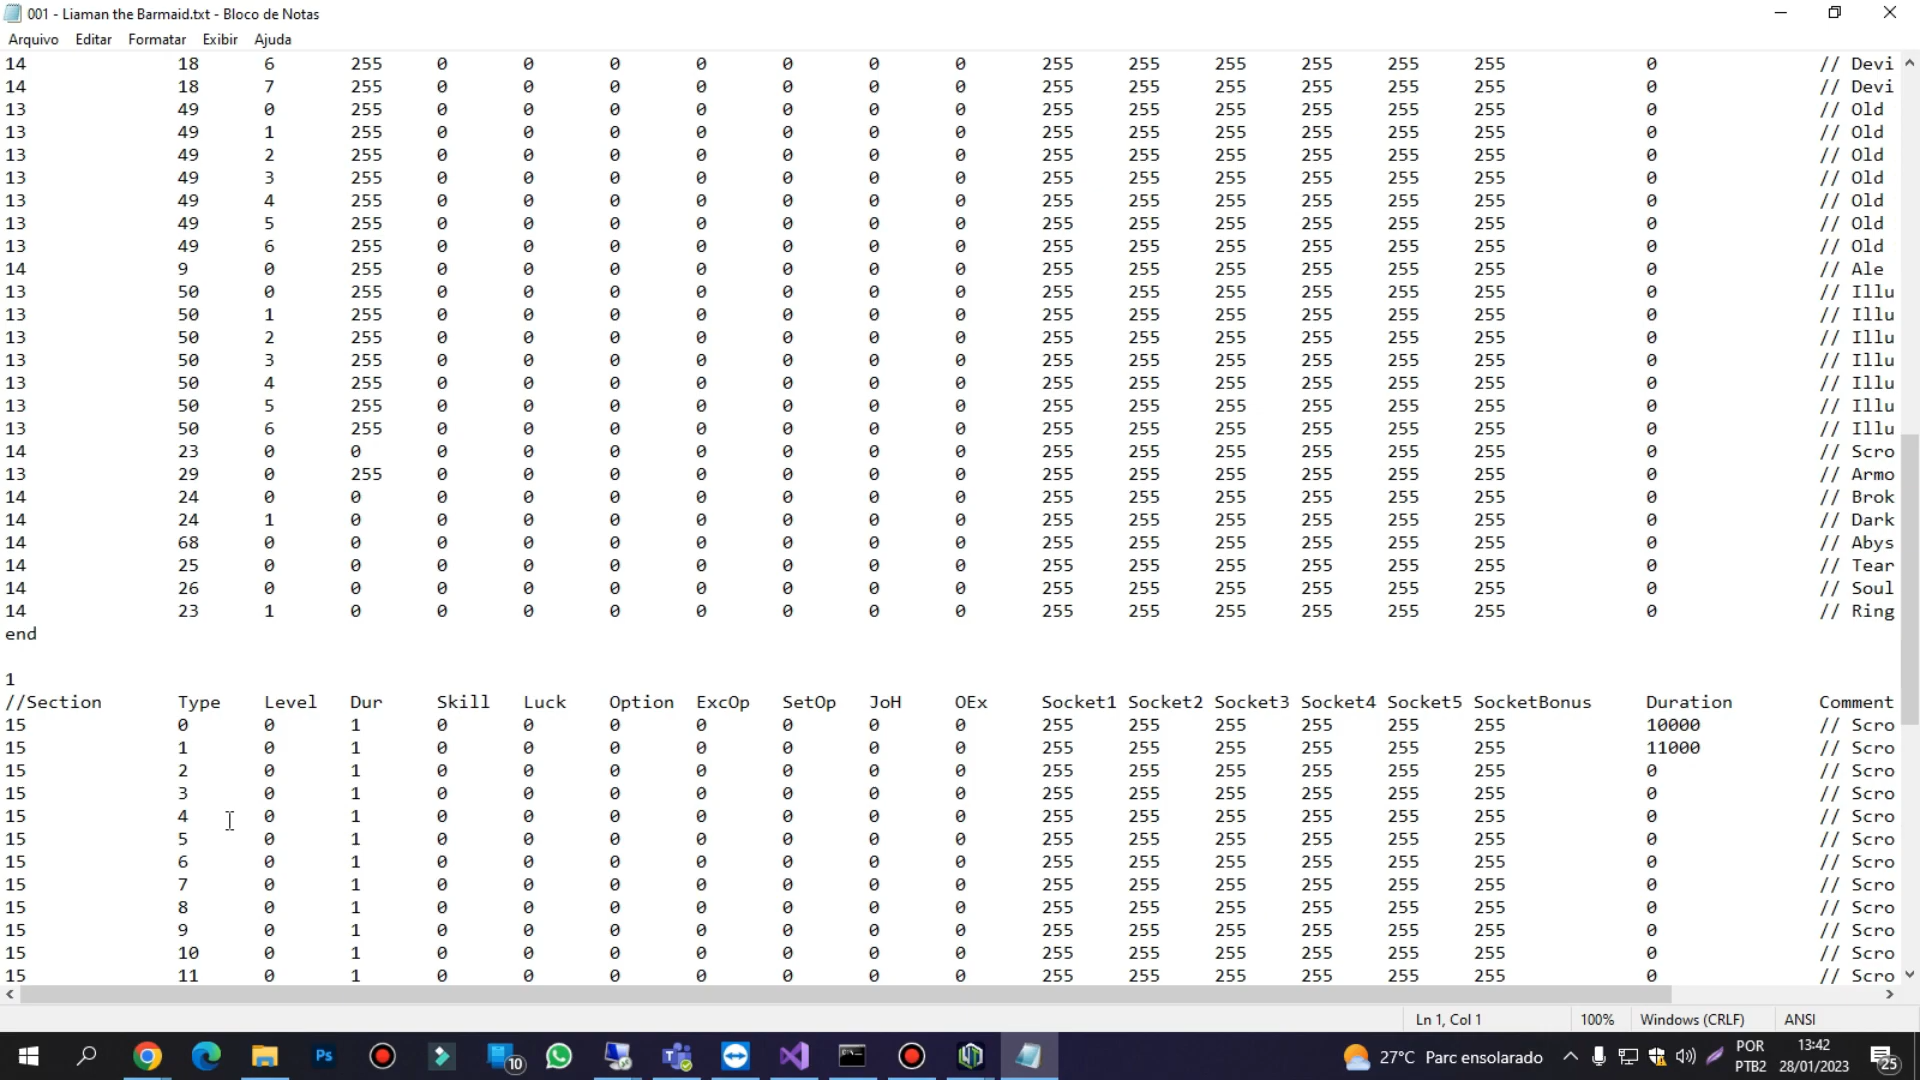 001 - Liaman the Barmaid.txt - Bloco de Notas
Arquivo Editar Formatar Exibir Ajuda
14 18 6 255 0 0 0 0 0 0 0 255 255 255 255 255 255 0 // Devi
14 18 7 255 0 0 0 0 0 0 0 255 255 255 255 255 255 0 // Devi
13 49 0 255 0 0 0 0 0 0 0 255 255 255 255 255 255 0 // Old
13 49 1 255 0 0 0 0 0 0 0 255 255 255 255 255 255 0 // Old
13 49 2 255 0 0 0 0 0 0 0 255 255 255 255 255 255 0 // Old
13 49 3 255 0 0 0 0 0 0 0 255 255 255 255 255 255 0 // Old
13 49 4 255 0 0 0 0 0 0 0 255 255 255 255 255 255 0 // Old
13 49 5 255 0 0 0 0 0 0 0 255 255 255 255 255 255 0 // Old
13 49 6 255 0 0 0 0 0 0 0 255 255 255 255 255 255 0 // Old
14 9 0 255 0 0 0 0 0 0 0 255 255 255 255 255 255 0 // Ale
13 50 0 255 0 0 0 0 0 0 0 255 255 255 255 255 255 0 // Illu
13 50 1 255 0 0 0 0 0 0 0 255 255 255 255 255 255 0 // Illu
13 50 2 255 0 0 0 0 0 0 0 255 255 255 255 255 255 0 // Illu
13 50 3 255 0 0 0 0 0 0 0 255 255 255 255 255 255 0 // Illu
13 50 4 255 0 0 0 0 0 0 0 255 255 255 255 255 255 0 // Illu
13 50 5 255 0 0 0 0 0 0 0 255 255 255 255 255 255 0 // Illu
13 50 6 255 0 0 0 0 0 0 0 255 255 255 255 255 255 0 // Illu
14 23 0 0 0 0 0 0 0 0 0 255 255 255 255 255 255 0 // Scro
13 29 0 255 0 0 0 0 0 0 0 255 255 255 255 255 255 0 // Armo
14 24 0 0 0 0 0 0 0 0 0 255 255 255 255 255 255 0 // Brok
14 24 1 0 0 0 0 0 0 0 0 255 255 255 255 255 255 0 // Dark
14 68 0 0 0 0 0 0 0 0 0 255 255 255 255 255 255 0 // Abys
14 25 0 0 0 0 0 0 0 0 0 255 255 255 255 255 255 0 // Tear
14 26 0 0 0 0 0 0 0 0 0 255 255 255 255 255 255 0 // Soul
14 23 1 0 0 0 0 0 0 0 0 255 255 255 255 255 255 0 // Ring
end
1
//Section Type Level Dur Skill Luck Option ExcOp SetOp JoH OEx Socket1 Socket2 Socket3 Socket4 Socket5 SocketBonus Duration Comment
15 0 0 1 0 0 0 0 0 0 0 255 255 255 255 255 255 10000 // Scro
15 1 0 1 0 0 0 0 0 0 0 255 255 255 255 255 255 11000 // Scro
15 2 0 1 0 0 0 0 0 0 0 255 255 255 255 255 255 0 // Scro
15 3 0 1 0 0 0 0 0 0 0 255 255 255 255 255 255 0 // Scro
15 4 0 1 0 0 0 0 0 0 0 255 255 255 255 255 255 0 // Scro
15 5 0 1 0 0 0 0 0 0 0 255 255 255 255 255 255 0 // Scro
15 6 0 1 0 0 0 0 0 0 0 255 255 255 255 255 255 0 // Scro
15 7 0 1 0 0 0 0 0 0 0 255 255 255 255 255 255 0 // Scro
15 8 0 1 0 0 0 0 0 0 0 255 255 255 255 255 255 0 // Scro
15 9 0 1 0 0 0 0 0 0 0 255 255 255 255 255 255 0 // Scro
15 10 0 1 0 0 0 0 0 0 0 255 255 255 255 255 255 0 // Scro
15 11 0 1 0 0 0 0 0 0 0 255 255 255 255 255 255 0 // Scro
Ln 1, Col 1 100% Windows (CRLF) ANSI
Ps 10 27°C Parc ensolarado POR 13:42
PTB2 28/01/2023 25